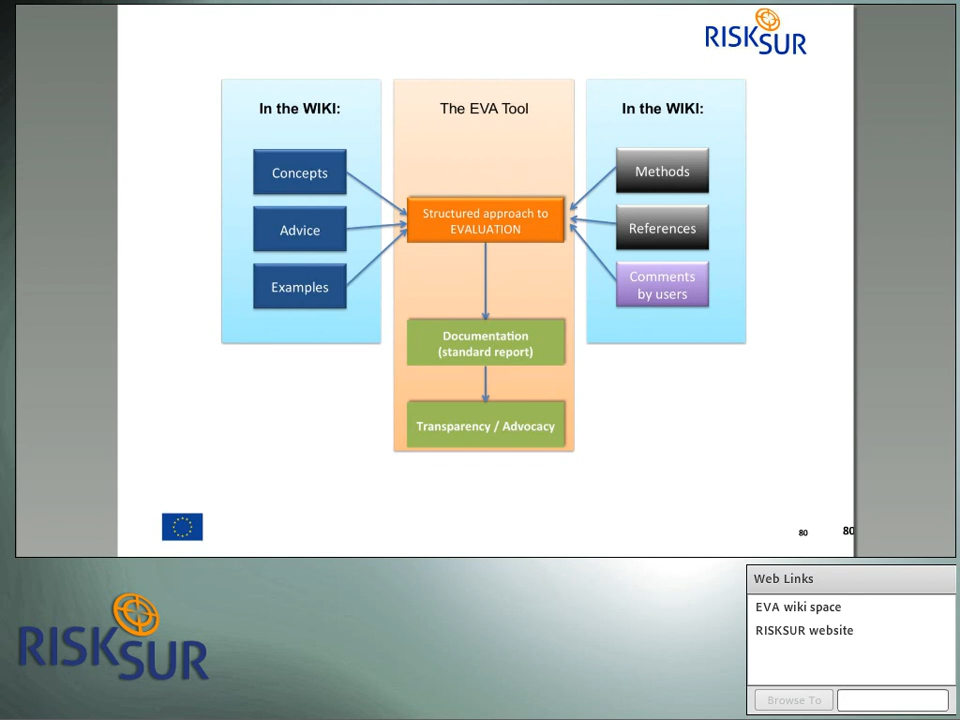 RISKSUR
In the WIKI:
Concepts
Advice
Examples
The EVA Tool
Structured approach to
EVALUATION
Documentation
(standard report)
Transparency / Advocacy
In the WIKI:
Methods
References
Comments
by users
80
80
RISKSUR
Web Links
EVA wiki space
RISKSUR website
Browse To